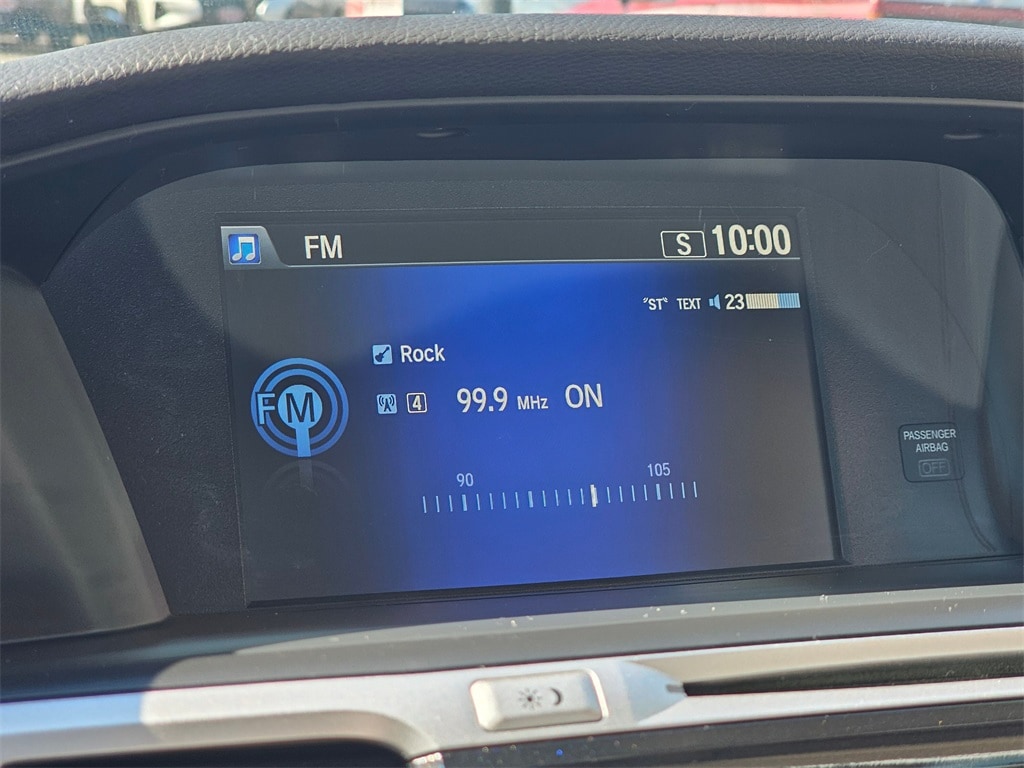 FM S 10:00
"ST" TEXT 23
Rock
FM 4 99.9 MHz ON
90 105
PASSENGER
AIRBAG
OFF